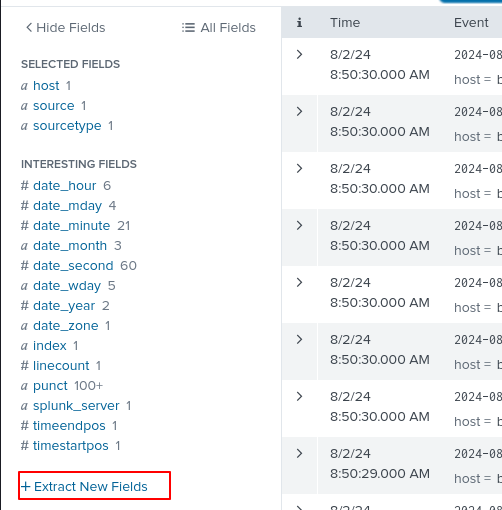 < Hide Fields
All Fields
SELECTED FIELDS
a host 1
a source 1
a sourcetype 1
INTERESTING FIELDS
# date_hour 6
# date_mday 4
# date_minute 21
a date_month 3
# date_second 60
a date_wday 5
# date_year 2
a date_zone 1
a index 1
# linecount 1
a punct 100+
a splunk_server 1
# timeendpos 1
# timestartpos 1
+ Extract New Fields
i Time Event
> 8/2/24 2024-08
8:50:30.000 AM host =
> 8/2/24 2024-08
8:50:30.000 AM host =
> 8/2/24 2024-08
8:50:30.000 AM host =
> 8/2/24 2024-08
8:50:30.000 AM host =
> 8/2/24 2024-08
8:50:30.000 AM host =
> 8/2/24 2024-08
8:50:30.000 AM host =
> 8/2/24 2024-08
8:50:30.000 AM host =
> 8/2/24 2024-08
8:50:29.000 AM host =